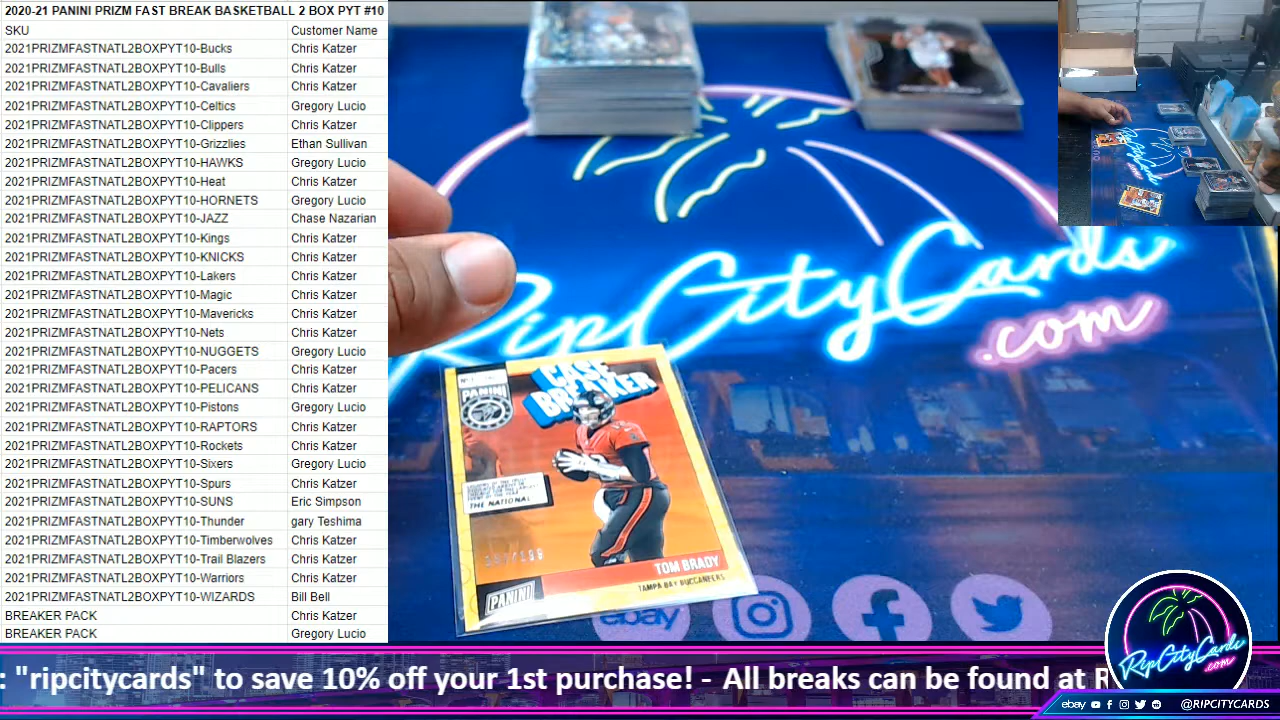 2020-21 PANINI PRIZM FAST BREAK BASKETBALL 2 BOX PYT #10
SKU Customer Name
2021PRIZMFASTNATL2BOXPYT10-Bucks Chris Katzer
2021PRIZMFASTNATL2BOXPYT10-Bulls Chris Katzer
2021PRIZMFASTNATL2BOXPYT10-Cavaliers Chris Katzer
2021PRIZMFASTNATL2BOXPYT10-Celtics Gregory Lucio
2021PRIZMFASTNATL2BOXPYT10-Clippers Chris Katzer
2021PRIZMFASTNATL2BOXPYT10-Grizzlies Ethan Sullivan
2021PRIZMFASTNATL2BOXPYT10-HAWKS Gregory Lucio
2021PRIZMFASTNATL2BOXPYT10-Heat Chris Katzer
2021PRIZMFASTNATL2BOXPYT10-HORNETS Gregory Lucio
2021PRIZMFASTNATL2BOXPYT10-JAZZ Chase Nazarian
2021PRIZMFASTNATL2BOXPYT10-Kings Chris Katzer
2021PRIZMFASTNATL2BOXPYT10-KNICKS Chris Katzer
2021PRIZMFASTNATL2BOXPYT10-Lakers Chris Katzer
2021PRIZMFASTNATL2BOXPYT10-Magic Chris Katzer
2021PRIZMFASTNATL2BOXPYT10-Mavericks Chris Katzer
2021PRIZMFASTNATL2BOXPYT10-Nets Chris Katzer
2021PRIZMFASTNATL2BOXPYT10-NUGGETS Gregory Lucio
2021PRIZMFASTNATL2BOXPYT10-Pacers Chris Katzer
2021PRIZMFASTNATL2BOXPYT10-PELICANS Chris Katzer
2021PRIZMFASTNATL2BOXPYT10-Pistons Gregory Lucio
2021PRIZMFASTNATL2BOXPYT10-RAPTORS Chris Katzer
2021PRIZMFASTNATL2BOXPYT10-Rockets Chris Katzer
2021PRIZMFASTNATL2BOXPYT10-Sixers Gregory Lucio
2021PRIZMFASTNATL2BOXPYT10-Spurs Chris Katzer
2021PRIZMFASTNATL2BOXPYT10-SUNS Eric Simpson
2021PRIZMFASTNATL2BOXPYT10-Thunder gary Teshima
2021PRIZMFASTNATL2BOXPYT10-Timberwolves Chris Katzer
2021PRIZMFASTNATL2BOXPYT10-Trail Blazers Chris Katzer
2021PRIZMFASTNATL2BOXPYT10-Warriors Chris Katzer
2021PRIZMFASTNATL2BOXPYT10-WIZARDS Bill Bell
BREAKER PACK Chris Katzer
BREAKER PACK Gregory Lucio
RipCityCards
.com
CASE
BREAKER
PANINI
THE NATIONAL
TOM BRADY
TAMPA BAY BUCCANEERS
PANINI
ebay
: "ripcitycards" to save 10% off your 1st purchase! - All breaks can be found at R
RipCityCards
.com
ebay @RIPCITYCARDS